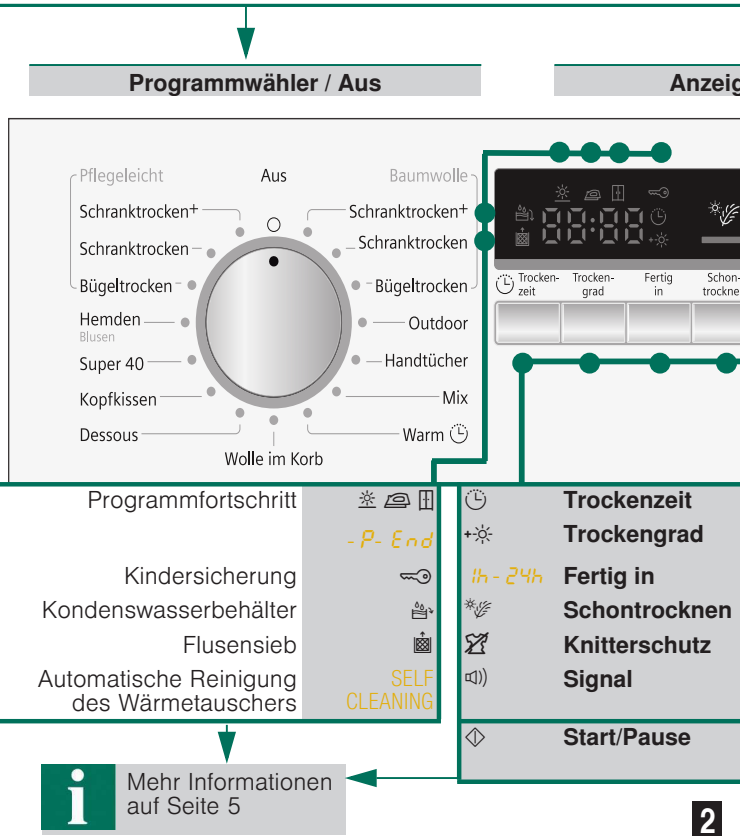 Programmwähler / Aus
Anzeig
Pflegeleicht
Aus
Baumwolle
Schranktrocken+
Schranktrocken
Bügeltrocken
Hemden
Blusen
Super 40
Kopfkissen
Dessous
Wolle im Korb
Schranktrocken+
Schranktrocken
Bügeltrocken
Outdoor
Handtücher
Mix
Warm
88:88
Trocken-
zeit
Trocken-
grad
Fertig
in
Schon-
trockne
Programmfortschritt
-P- End
Kindersicherung
Kondenswasserbehälter
Flusensieb
Automatische Reinigung
des Wärmetauschers
SELF
CLEANING
Trockenzeit
Trockengrad
1h - 24h Fertig in
Schontrocknen
Knitterschutz
Signal
Start/Pause
i
Mehr Informationen
auf Seite 5
2